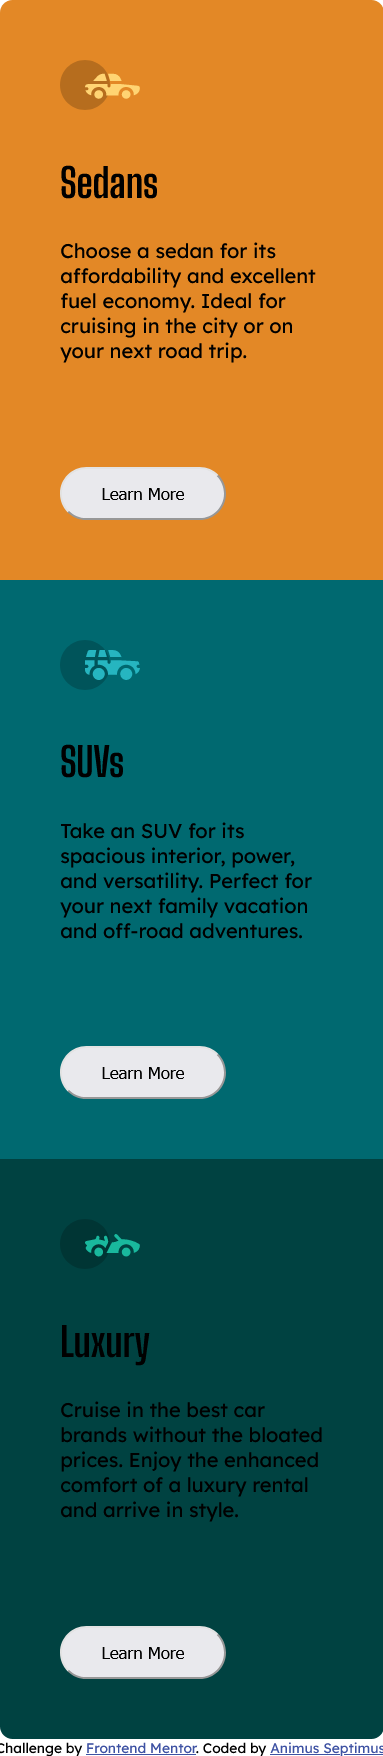 Sedans
Choose a sedan for its
affordability and excellent
fuel economy. Ideal for
cruising in the city or on
your next road trip.
Learn More
SUVs
Take an SUV for its
spacious interior, power,
and versatility. Perfect for
your next family vacation
and off-road adventures.
Learn More
Luxury
Cruise in the best car
brands without the bloated
prices. Enjoy the enhanced
comfort of a luxury rental
and arrive in style.
Learn More
Challenge by Frontend Mentor. Coded by Animus Septimus